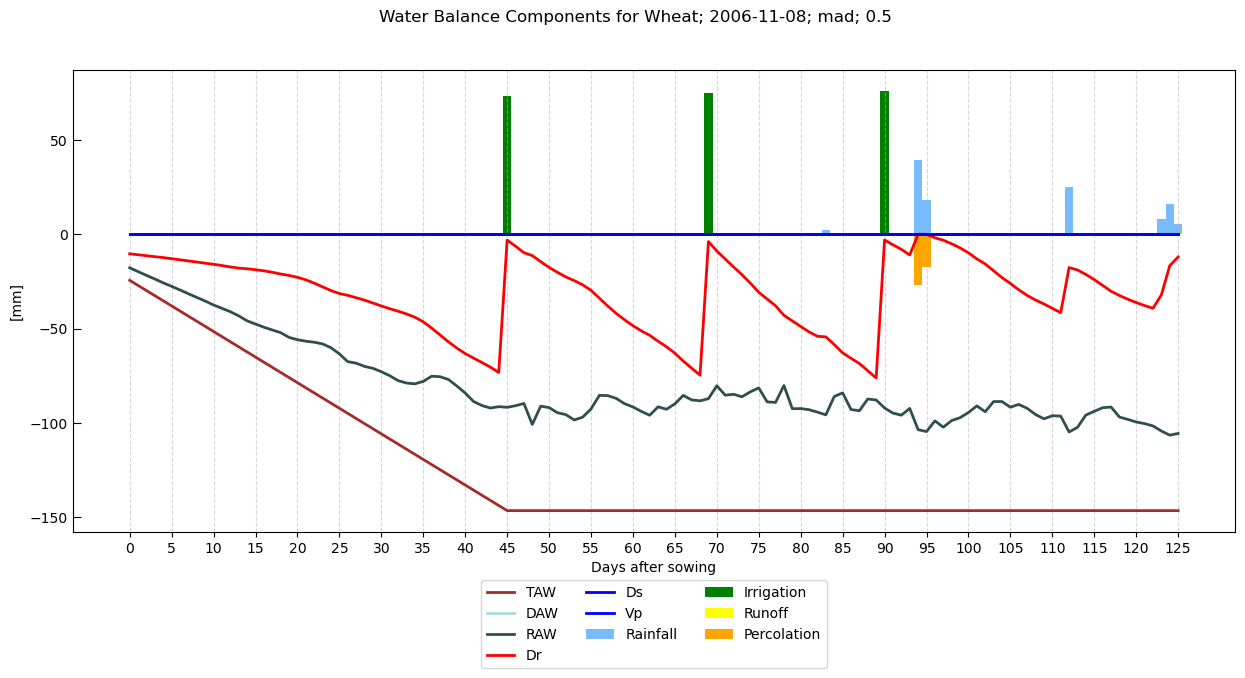 Water Balance Components for Wheat; 2006-11-08; mad; 0.5
50
0
−50
−100
−150
[mm]
0 5 10 15 20 25 30 35 40 45 50 55 60 65 70 75 80 85 90 95 100 105 110 115 120 125
Days after sowing
TAW Ds Irrigation
DAW Vp Runoff
RAW Rainfall Percolation
Dr